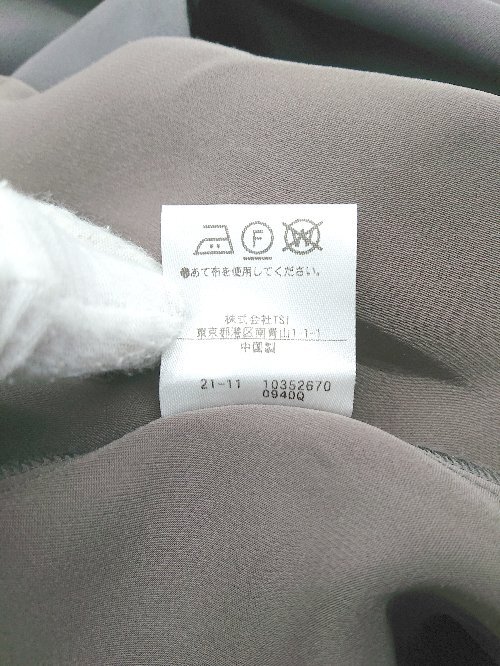 F W
●あて布を使用してください。
株式会社TSI
東京都港区南青山1-1-1
中国製
21-11 10352670
0940Q